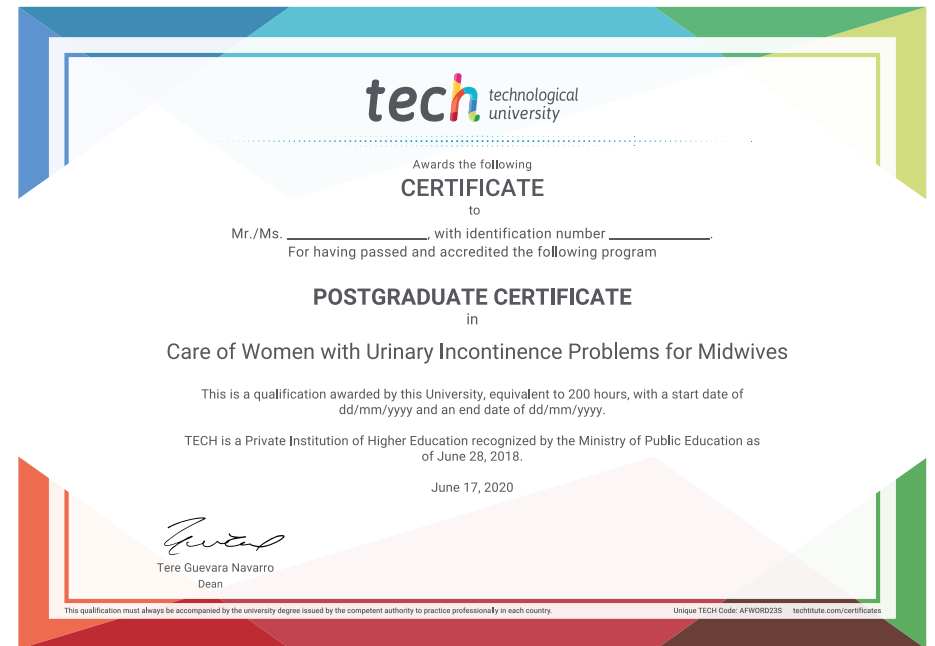 tech technological
university
Awards the following
CERTIFICATE
to
Mr./Ms. ____________________, with identification number ______________.
For having passed and accredited the following program
POSTGRADUATE CERTIFICATE
in
Care of Women with Urinary Incontinence Problems for Midwives
This is a qualification awarded by this University, equivalent to 200 hours, with a start date of
dd/mm/yyyy and an end date of dd/mm/yyyy.
TECH is a Private Institution of Higher Education recognized by the Ministry of Public Education as
of June 28, 2018.
June 17, 2020
Tere Guevara Navarro
Dean
This qualification must always be accompanied by the university degree issued by the competent authority to practice professionally in each country. Unique TECH Code: AFWORD23S techtitute.com/certificates